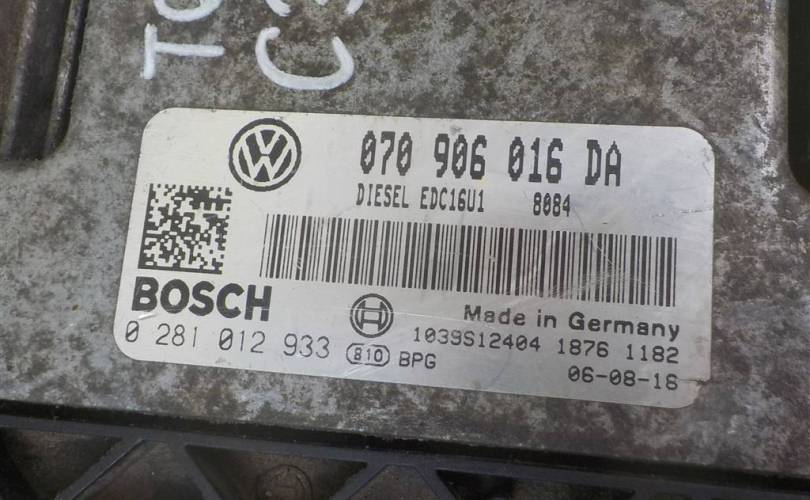 070 906 016 DA
DIESEL EDC16U1 8084
BOSCH
Made in Germany
0 281 012 933 810 BPG
1039S12404 1876 1182
06-08-16